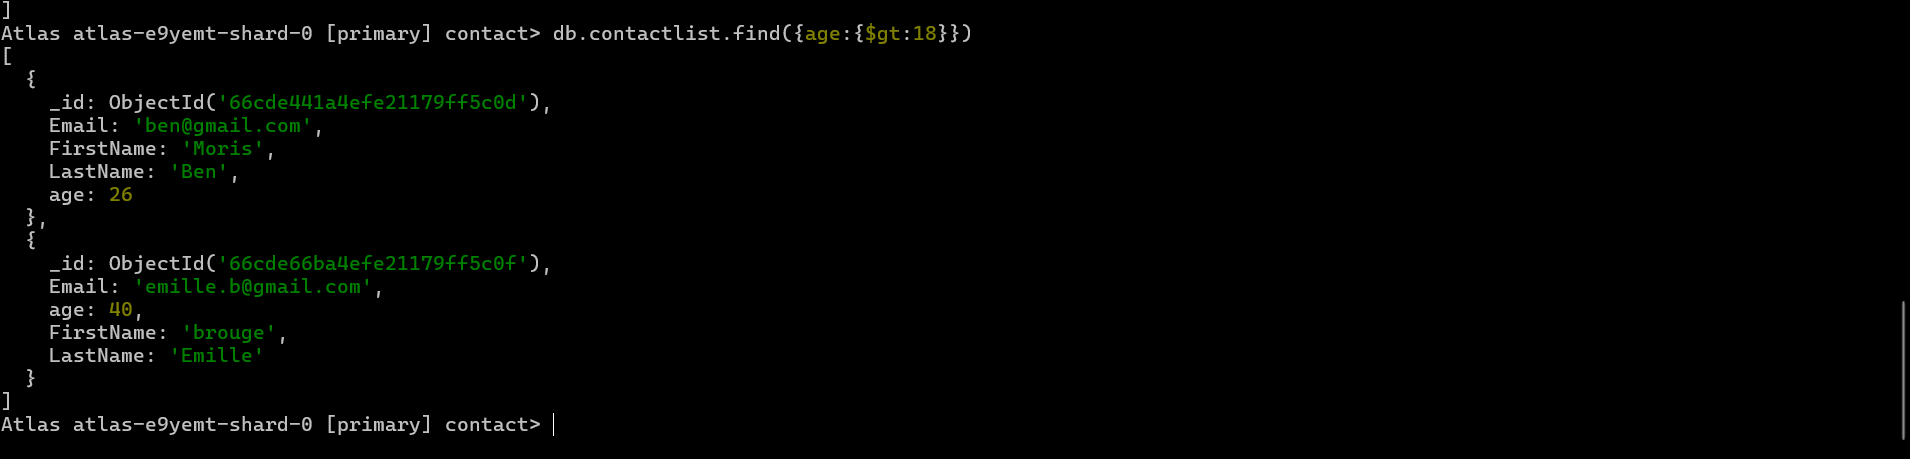 ]
Atlas atlas-e9yemt-shard-0 [primary] contact> db.contactlist.find({age:{$gt:18}})
[
  {
    _id: ObjectId('66cde441a4efe21179ff5c0d'),
    Email: 'ben@gmail.com',
    FirstName: 'Moris',
    LastName: 'Ben',
    age: 26
  },
  {
    _id: ObjectId('66cde66ba4efe21179ff5c0f'),
    Email: 'emille.b@gmail.com',
    age: 40,
    FirstName: 'brouge',
    LastName: 'Emille'
  }
]
Atlas atlas-e9yemt-shard-0 [primary] contact>